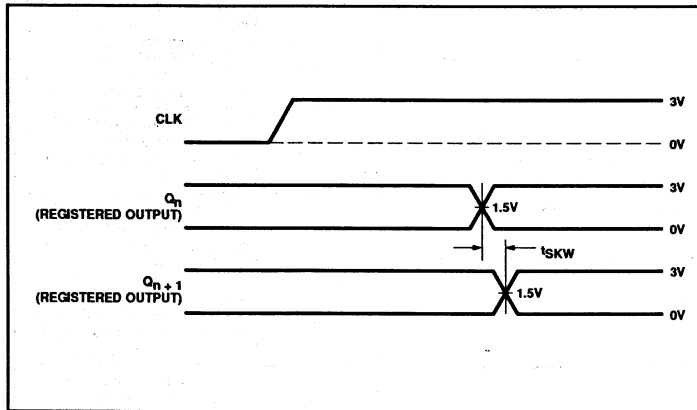 CLK
3V
0V
Qn
(REGISTERED OUTPUT)
3V
1.5V
0V
tSKW
Qn + 1
(REGISTERED OUTPUT)
3V
1.5V
0V